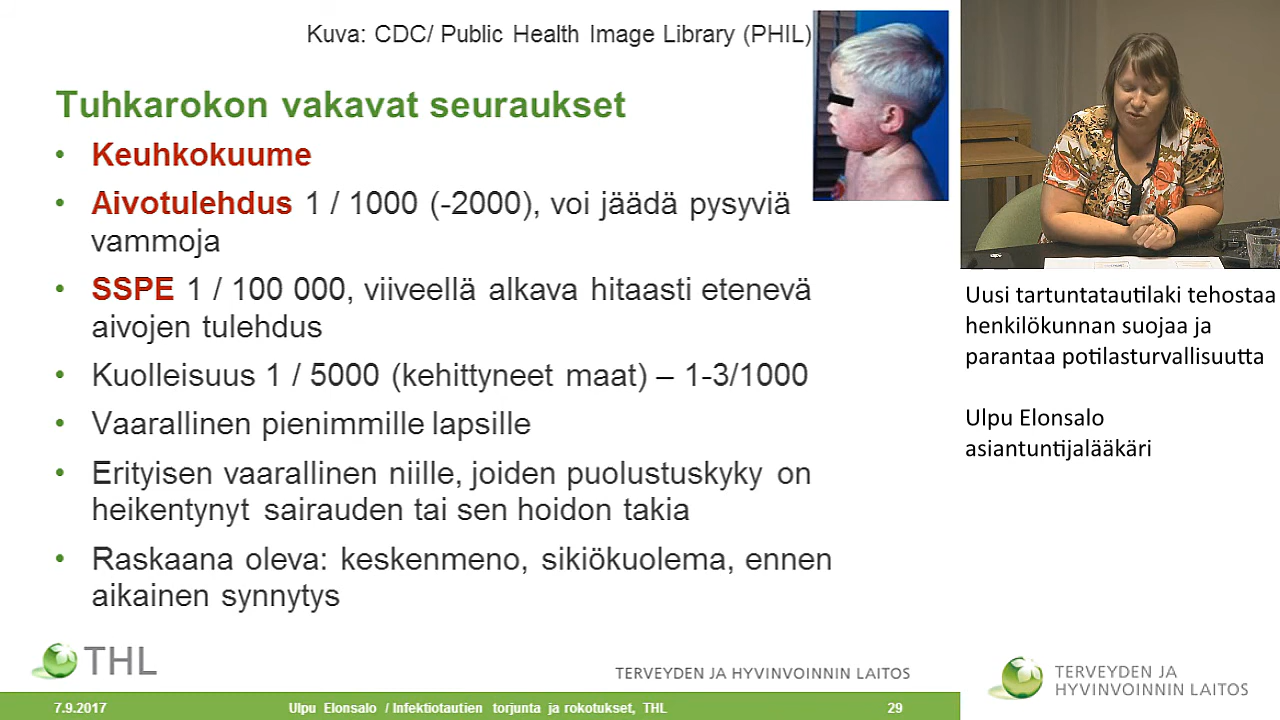 Kuva: CDC/ Public Health Image Library (PHIL)
Tuhkarokon vakavat seuraukset
• Keuhkokuume
• Aivotulehdus 1 / 1000 (-2000), voi jäädä pysyviä
vammoja
• SSPE 1 / 100 000, viiveellä alkava hitaasti etenevä
aivojen tulehdus
• Kuolleisuus 1 / 5000 (kehittyneet maat) – 1-3/1000
• Vaarallinen pienimmille lapsille
• Erityisen vaarallinen niille, joiden puolustuskyky on
heikentynyt sairauden tai sen hoidon takia
• Raskaana oleva: keskenmeno, sikiökuolema, ennen
aikainen synnytys
THL
TERVEYDEN JA HYVINVOINNIN LAITOS
7.9.2017
Ulpu Elonsalo / Infektiotautien torjunta ja rokotukset, THL
29
Uusi tartuntatautilaki tehostaa
henkilökunnan suojaa ja
parantaa potilasturvallisuutta
Ulpu Elonsalo
asiantuntijalääkäri
TERVEYDEN JA
HYVINVOINNIN LAITOS